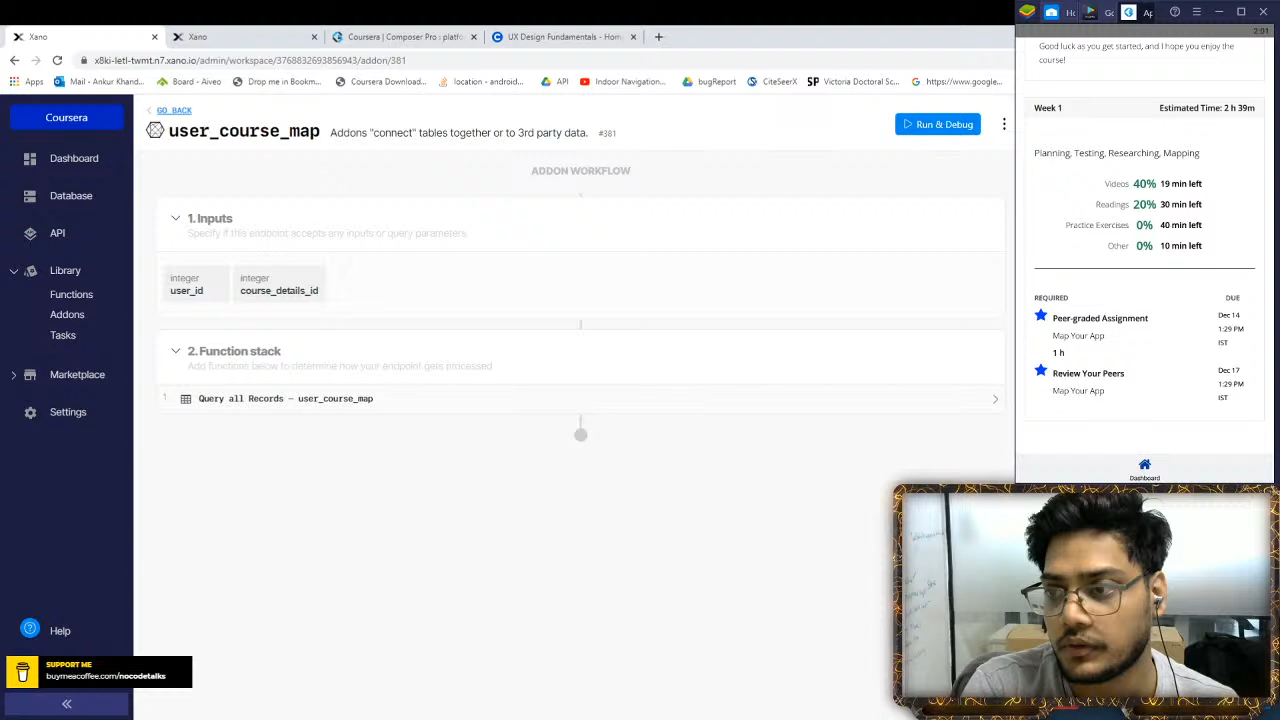 Xano
Xano
Coursera | Composer Pro : platf
UX Design Fundamentals - Hom
x8ki-letl-twmt.n7.xano.io/admin/workspace/3768832693856943/addon/381
Apps
Mail - Ankur Khand...
Board - Aiveo
Drop me in Bookm...
Coursera Download...
location - android...
API
Indoor Navigation...
bugReport
CiteSeerX
SP Victoria Doctoral Sc...
https://www.google...
Coursera
Dashboard
Database
API
Library
Functions
Addons
Tasks
Marketplace
Settings
Help
SUPPORT ME
buymeacoffee.com/nocodetalks
GO BACK
user_course_map
Addons "connect" tables together or to 3rd party data.
#381
Run & Debug
ADDON WORKFLOW
1. Inputs
Specify if this endpoint accepts any inputs or query parameters.
integer
user_id
integer
course_details_id
2. Function stack
Add functions below to determine how your endpoint gets processed
1 Query all Records – user_course_map
Ho
Go
Ap
2:01
Good luck as you get started, and I hope you enjoy the
course!
Week 1
Estimated Time: 2 h 39m
Planning, Testing, Researching, Mapping
Videos 40% 19 min left
Readings 20% 30 min left
Practice Exercises 0% 40 min left
Other 0% 10 min left
REQUIRED
DUE
Peer-graded Assignment
Map Your App
1 h
Dec 14
1:29 PM
IST
Review Your Peers
Map Your App
Dec 17
1:29 PM
IST
Dashboard